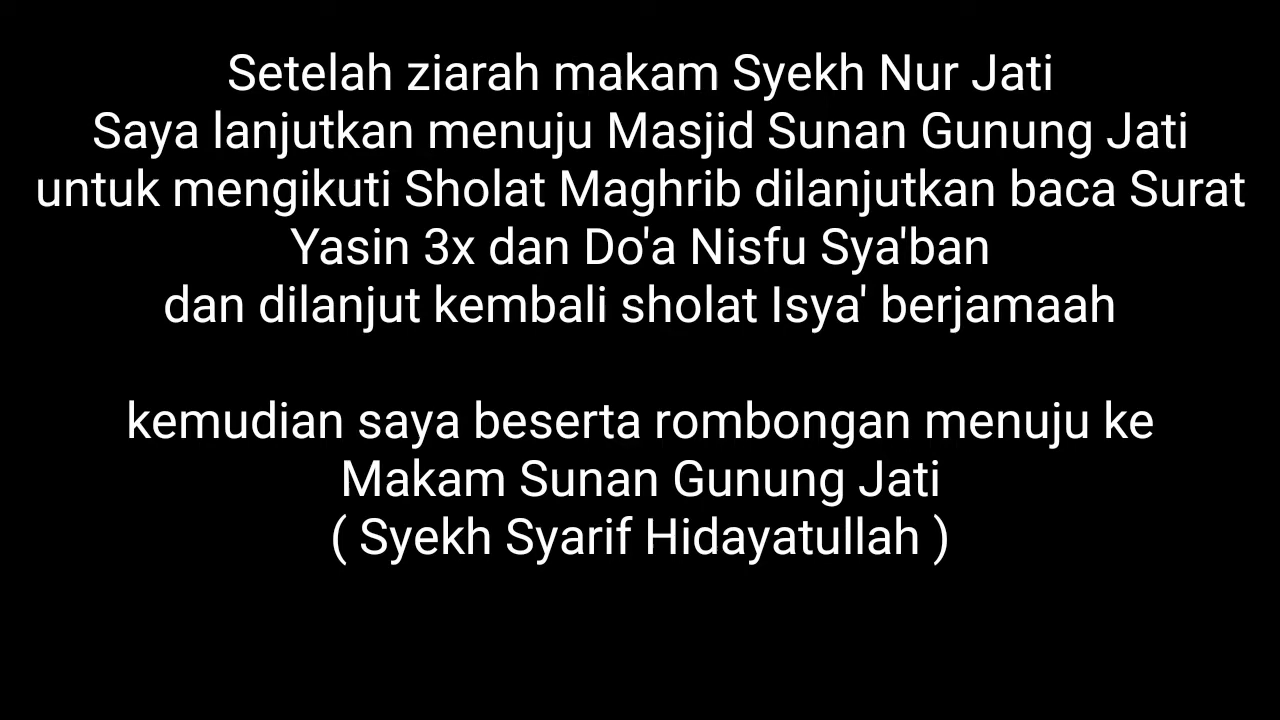 Setelah ziarah makam Syekh Nur Jati
Saya lanjutkan menuju Masjid Sunan Gunung Jati
untuk mengikuti Sholat Maghrib dilanjutkan baca Surat
Yasin 3x dan Do'a Nisfu Sya'ban
dan dilanjut kembali sholat Isya' berjamaah
kemudian saya beserta rombongan menuju ke
Makam Sunan Gunung Jati
( Syekh Syarif Hidayatullah )